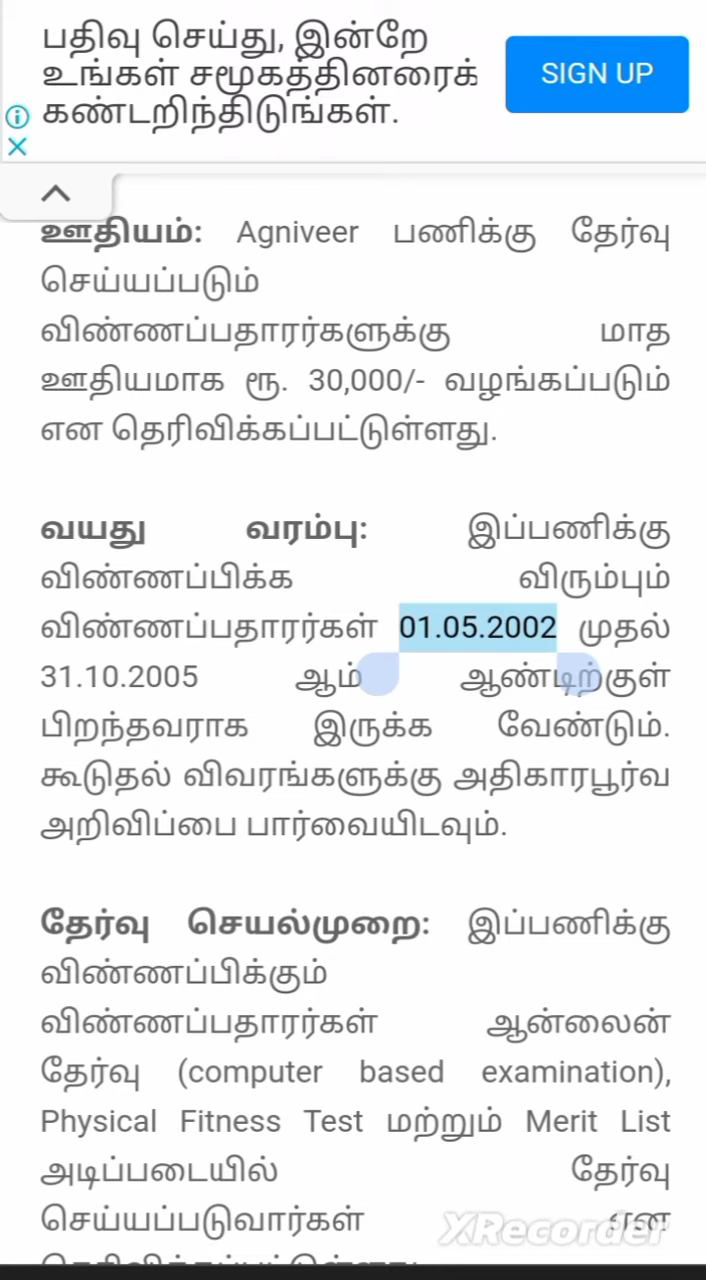 பதிவு செய்து, இன்றே
உங்கள் சமூகத்தினரைக்
கண்டறிந்திடுங்கள்.
SIGN UP
ஊதியம்: Agniveer பணிக்கு தேர்வு
செய்யப்படும்
விண்ணப்பதாரர்களுக்கு மாத
ஊதியமாக ரூ. 30,000/- வழங்கப்படும்
என தெரிவிக்கப்பட்டுள்ளது.
வயது வரம்பு: இப்பணிக்கு
விண்ணப்பிக்க விரும்பும்
விண்ணப்பதாரர்கள் 01.05.2002 முதல்
31.10.2005 ஆம் ஆண்டிற்குள்
பிறந்தவராக இருக்க வேண்டும்.
கூடுதல் விவரங்களுக்கு அதிகாரபூர்வ
அறிவிப்பை பார்வையிடவும்.
தேர்வு செயல்முறை: இப்பணிக்கு
விண்ணப்பிக்கும்
விண்ணப்பதாரர்கள் ஆன்லைன்
தேர்வு (computer based examination),
Physical Fitness Test மற்றும் Merit List
அடிப்படையில் தேர்வு
செய்யப்படுவார்கள் என
XRecorder